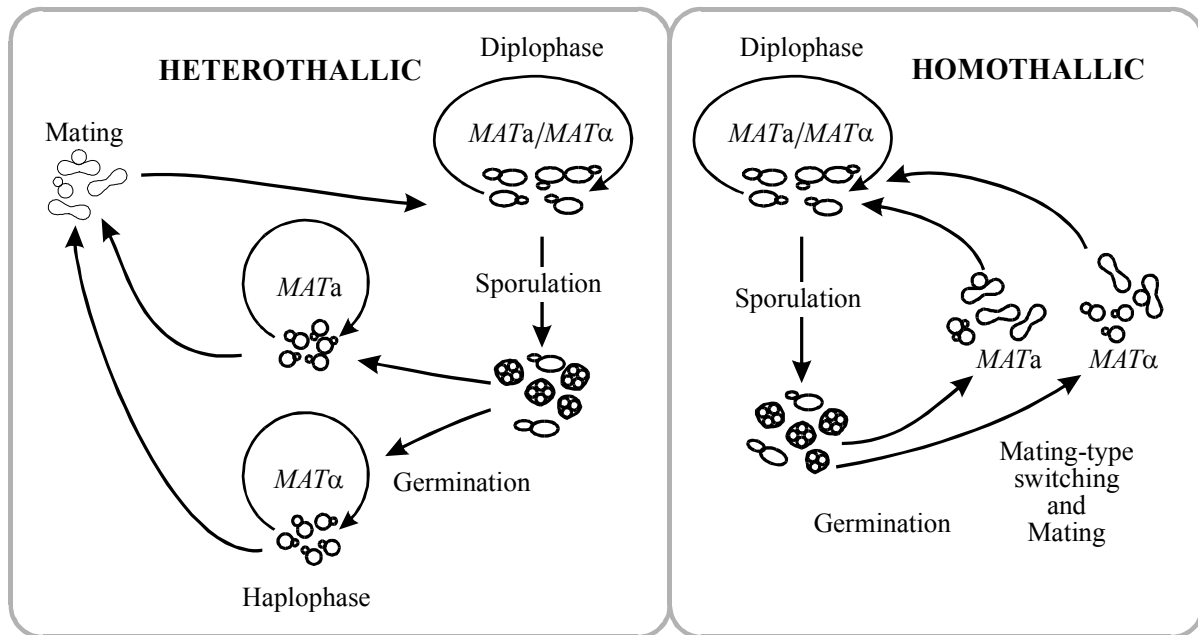 HETEROTHALLIC
Diplophase
MATa/MATα
Mating
MATa
Sporulation
MATα
Germination
Haplophase
Diplophase
HOMOTHALLIC
MATa/MATα
Sporulation
MATa
MATα
Mating-type
switching
and
Mating
Germination